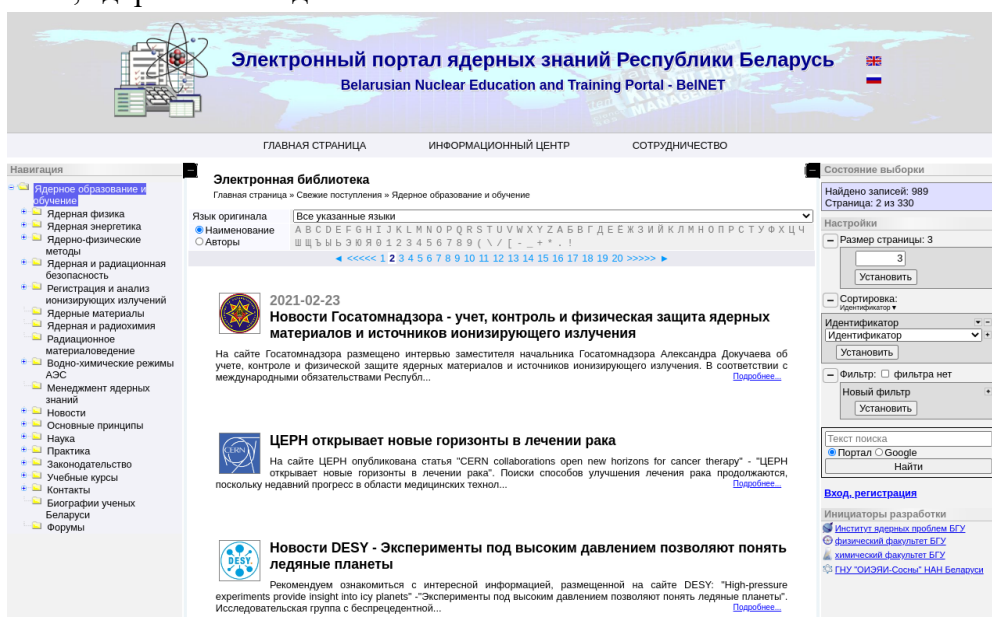 Электронный портал ядерных знаний Республики Беларусь
Belarusian Nuclear Education and Training Portal - BelNET
ГЛАВНАЯ СТРАНИЦА
ИНФОРМАЦИОННЫЙ ЦЕНТР
СОТРУДНИЧЕСТВО
Навигация
Ядерное образование и
обучение
Ядерная физика
Ядерная энергетика
Ядерно-физические
методы
Ядерная и радиационная
безопасность
Регистрация и анализ
ионизирующих излучений
Ядерные материалы
Ядерная и радиохимия
Радиационное
материаловедение
Водно-химические режимы
АЭС
Менеджмент ядерных
знаний
Новости
Основные принципы
Наука
Практика
Законодательство
Учебные курсы
Контакты
Биографии ученых
Беларуси
Форумы
Электронная библиотека
Главная страница » Свежие поступления » Ядерное образование и обучение
Язык оригинала
Все указанные языки
Наименование
Авторы
A B C D E F G H I J K L M N O P Q R S T U V W X Y Z А Б В Г Д Е Ё Ж З И Й К Л М Н О П Р С Т У Ф Х Ц Ч
Ш Щ Ъ Ы Ь Э Ю Я 0 1 2 3 4 5 6 7 8 9 ( \ / [ - _ + * . !
◄ <<<<< 1 2 3 4 5 6 7 8 9 10 11 12 13 14 15 16 17 18 19 20 >>>>> ►
2021-02-23
Новости Госатомнадзора - учет, контроль и физическая защита ядерных
материалов и источников ионизирующего излучения
На сайте Госатомнадзора размещено интервью заместителя начальника Госатомнадзора Александра Докучаева об
учете, контроле и физической защите ядерных материалов и источников ионизирующего излучения. В соответствии с
международными обязательствами Республ...
Подробнее...
CERN
ЦЕРН открывает новые горизонты в лечении рака
На сайте ЦЕРН опубликована статья "CERN collaborations open new horizons for cancer therapy" - "ЦЕРН
открывает новые горизонты в лечении рака". Поиски способов улучшения лечения рака продолжаются,
поскольку недавний прогресс в области медицинских технол...
Подробнее...
DESY
Новости DESY - Эксперименты под высоким давлением позволяют понять
ледяные планеты
Рекомендуем ознакомиться с интересной информацией, размещенной на сайте DESY: "High-pressure
experiments provide insight into icy planets" -"Эксперименты под высоким давлением позволяют понять ледяные планеты".
Исследовательская группа с беспрецедентной...
Подробнее...
Состояние выборки
Найдено записей: 989
Страница: 2 из 330
Настройки
Размер страницы: 3
3
Установить
Сортировка:
Идентификатор▼
Идентификатор
Идентификатор
Установить
Фильтр: фильтра нет
Новый фильтр
Установить
Текст поиска
Портал Google
Найти
Вход, регистрация
Инициаторы разработки
Институт ядерных проблем БГУ
физический факультет БГУ
химический факультет БГУ
ГНУ "ОИЭЯИ-Сосны" НАН Беларуси